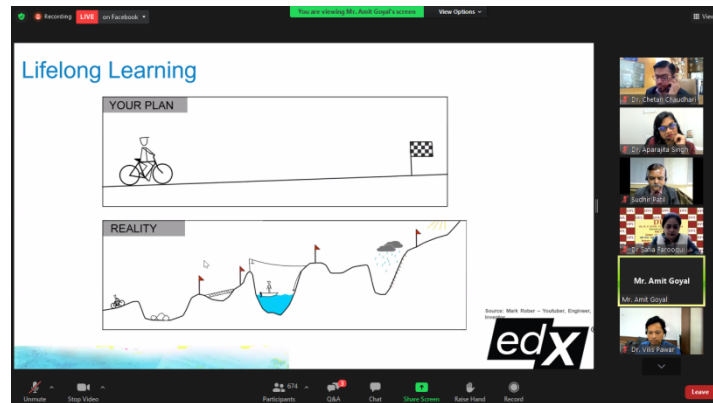 Recording
LIVE
on Facebook
You are viewing Mr. Amit Goyal's screen
View Options
View
Lifelong Learning
YOUR PLAN
REALITY
Source: Mark Rober – Youtuber, Engineer,
Inventor
edX
Dr. Chetan Chaudhari
Dr. Aparajita Singh
Sudhir Patil
Dr Safia Farooqui
Mr. Amit Goyal
Mr. Amit Goyal
Dr. Vilis Pawar
Unmute
Stop Video
674
Participants
Q&A
Chat
Share Screen
Raise Hand
Record
Leave